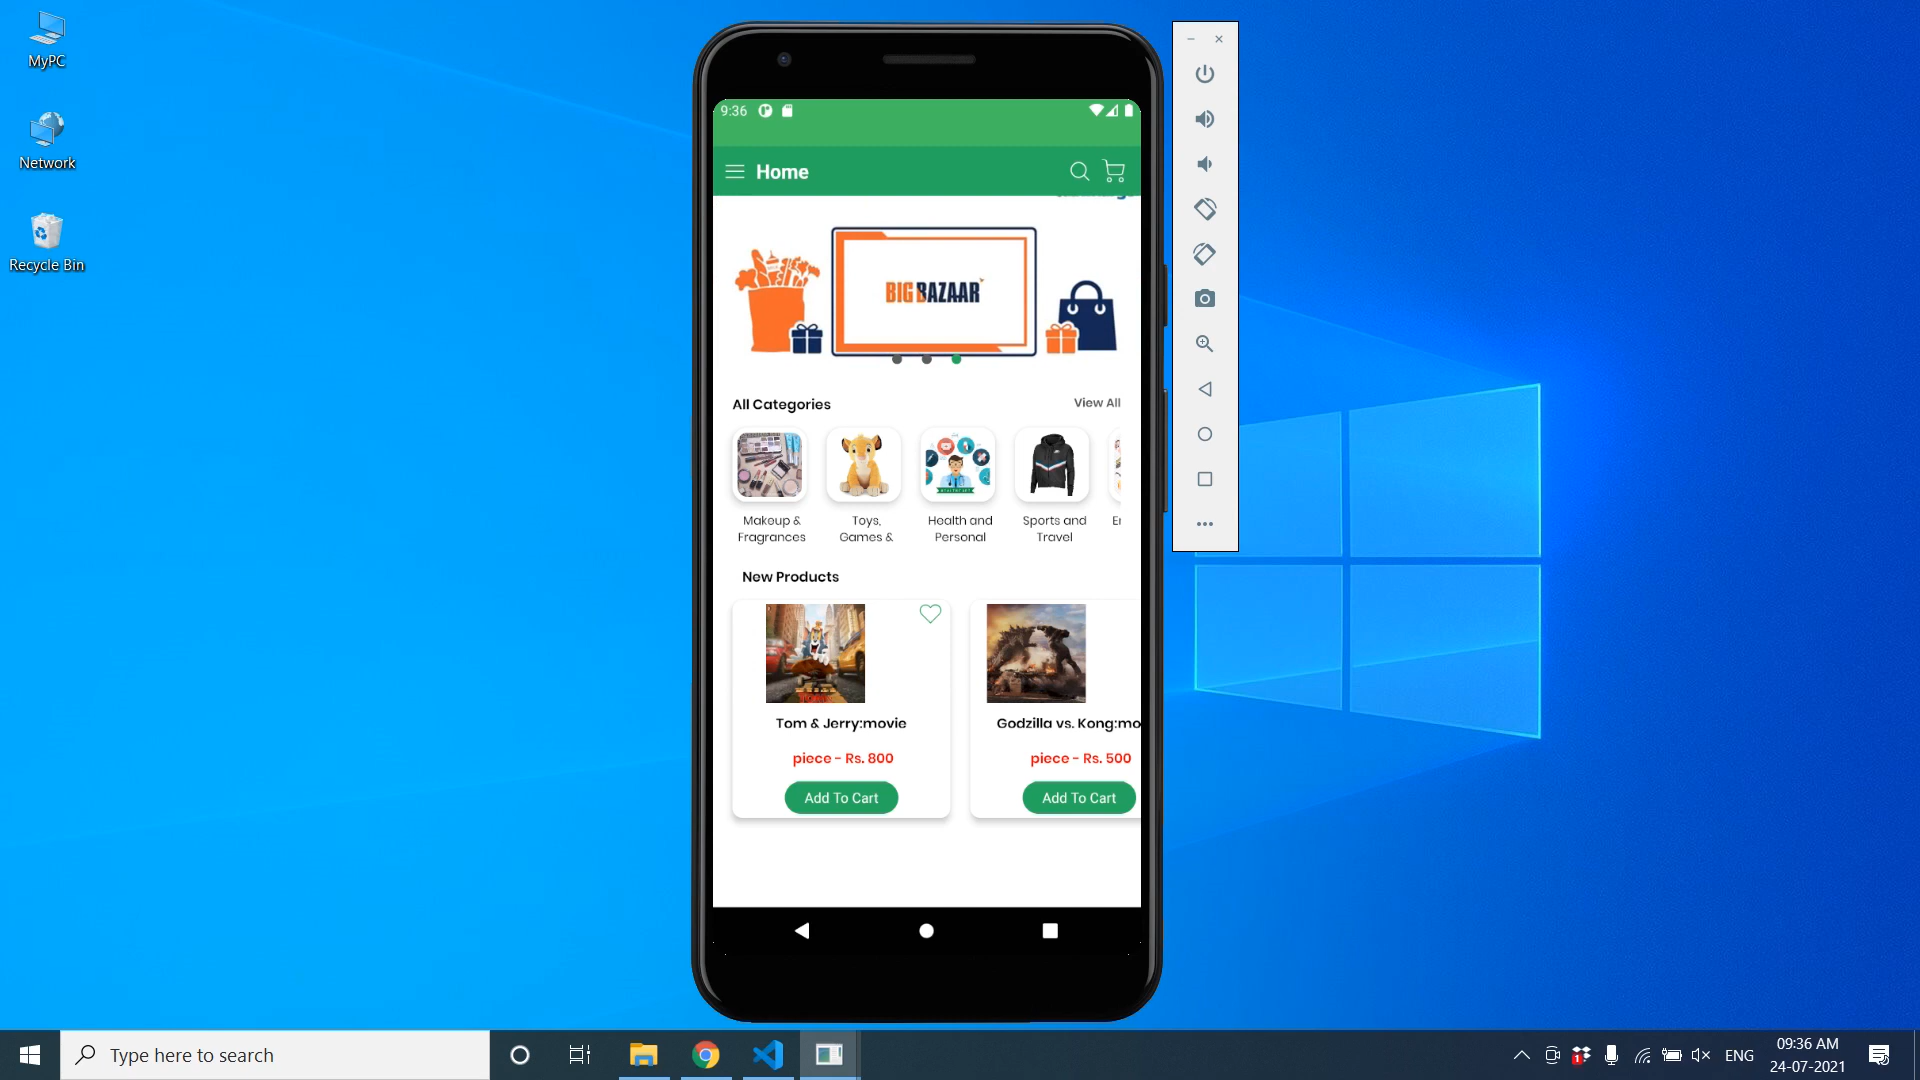 MyPC
Network
Recycle Bin
9:36
Home
BIG BAZAAR
All Categories
View All
Makeup &
Fragrances
Toys,
Games &
Health and
Personal
Sports and
Travel
New Products
Tom & Jerry:movie
piece - Rs. 800
Add To Cart
Godzilla vs. Kong:mo
piece - Rs. 500
Add To Cart
Type here to search
1
ENG
09:36 AM
24-07-2021